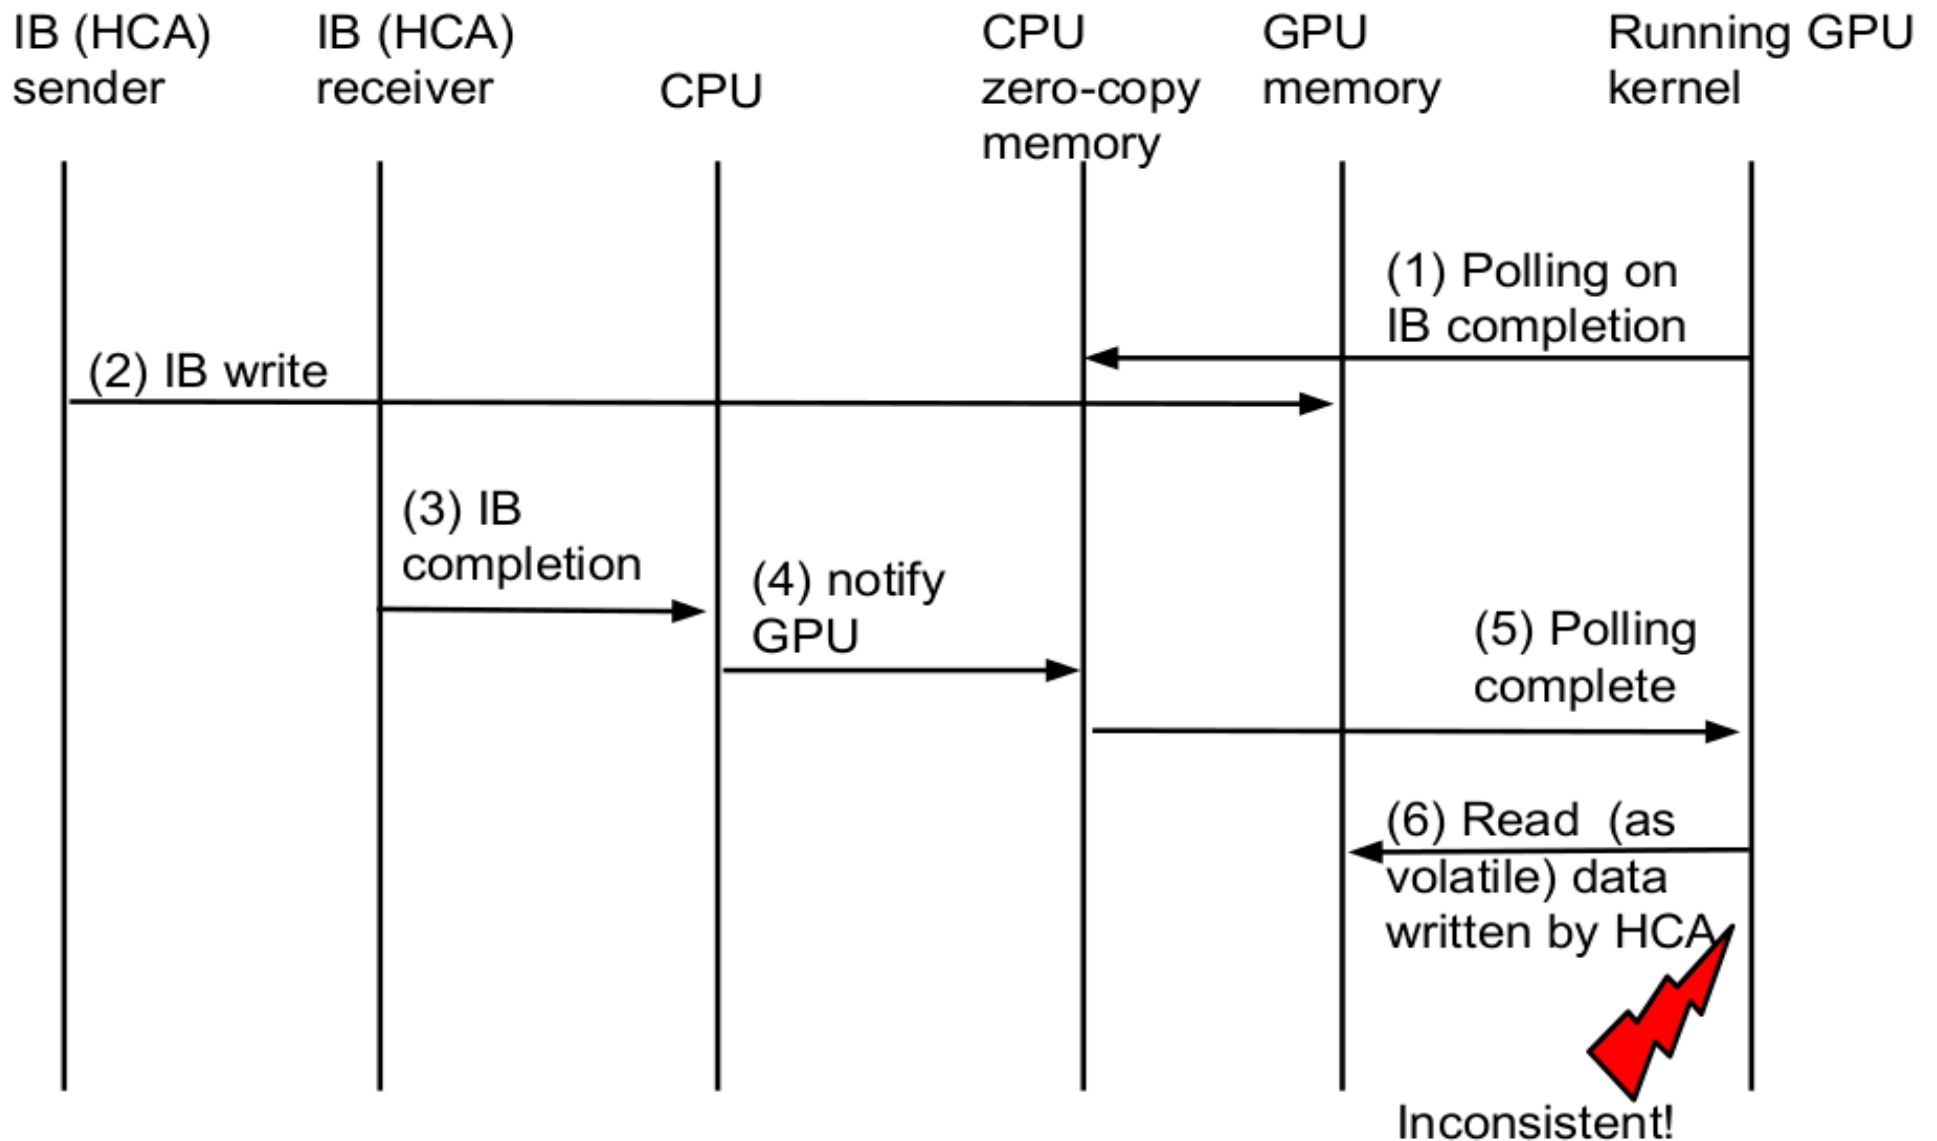 IB (HCA)
sender
IB (HCA)
receiver
CPU
CPU
zero-copy
memory
GPU
memory
Running GPU
kernel
(1) Polling on
IB completion
(2) IB write
(3) IB
completion
(4) notify
GPU
(5) Polling
complete
(6) Read (as
volatile) data
written by HCA
Inconsistent!